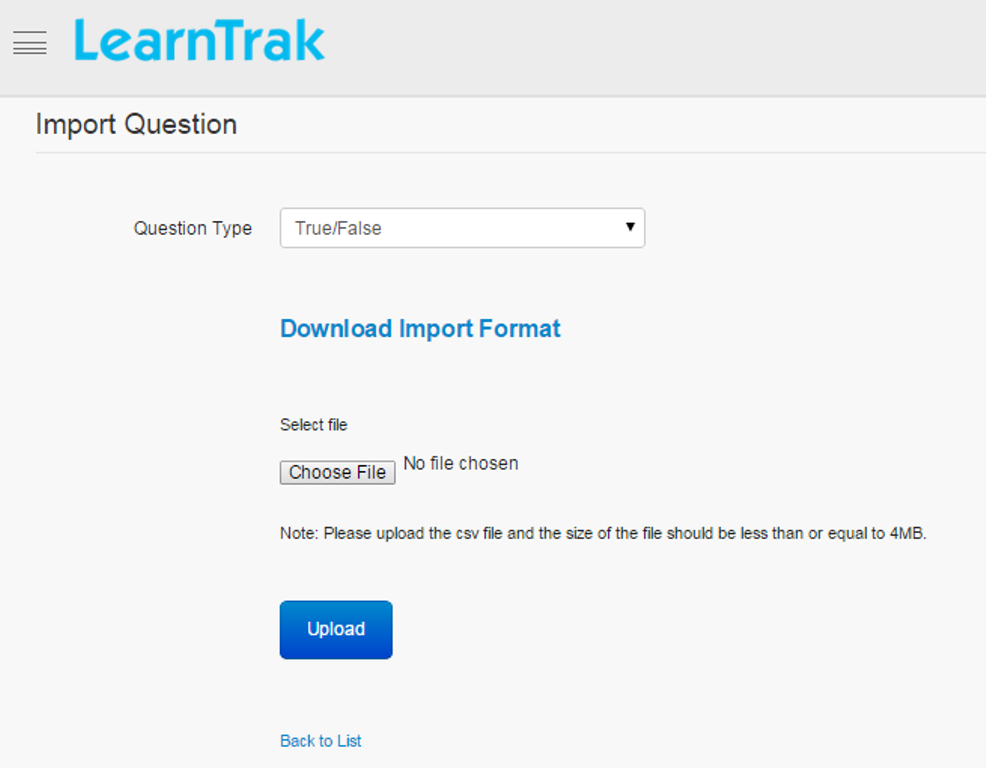 LearnTrak
Import Question
Question Type True/False
Download Import Format
Select file
Choose File No file chosen
Note: Please upload the csv file and the size of the file should be less than or equal to 4MB.
Upload
Back to List